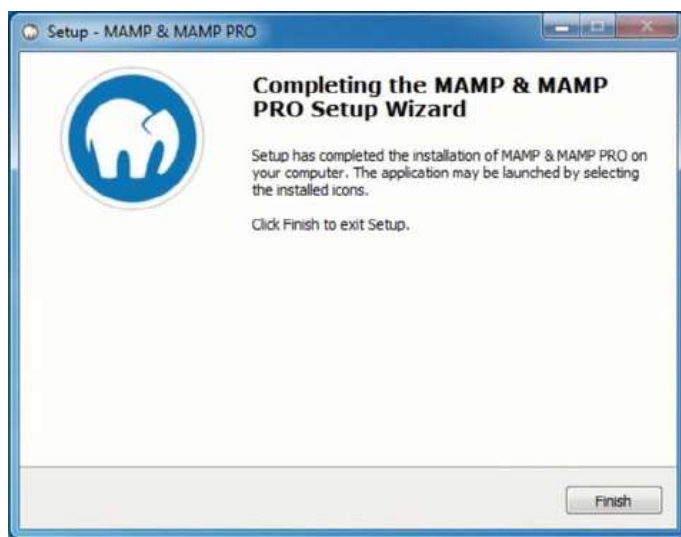 Setup - MAMP & MAMP PRO
Completing the MAMP & MAMP
PRO Setup Wizard
Setup has completed the installation of MAMP & MAMP PRO on
your computer. The application may be launched by selecting
the installed icons.
Click Finish to exit Setup.
Finish